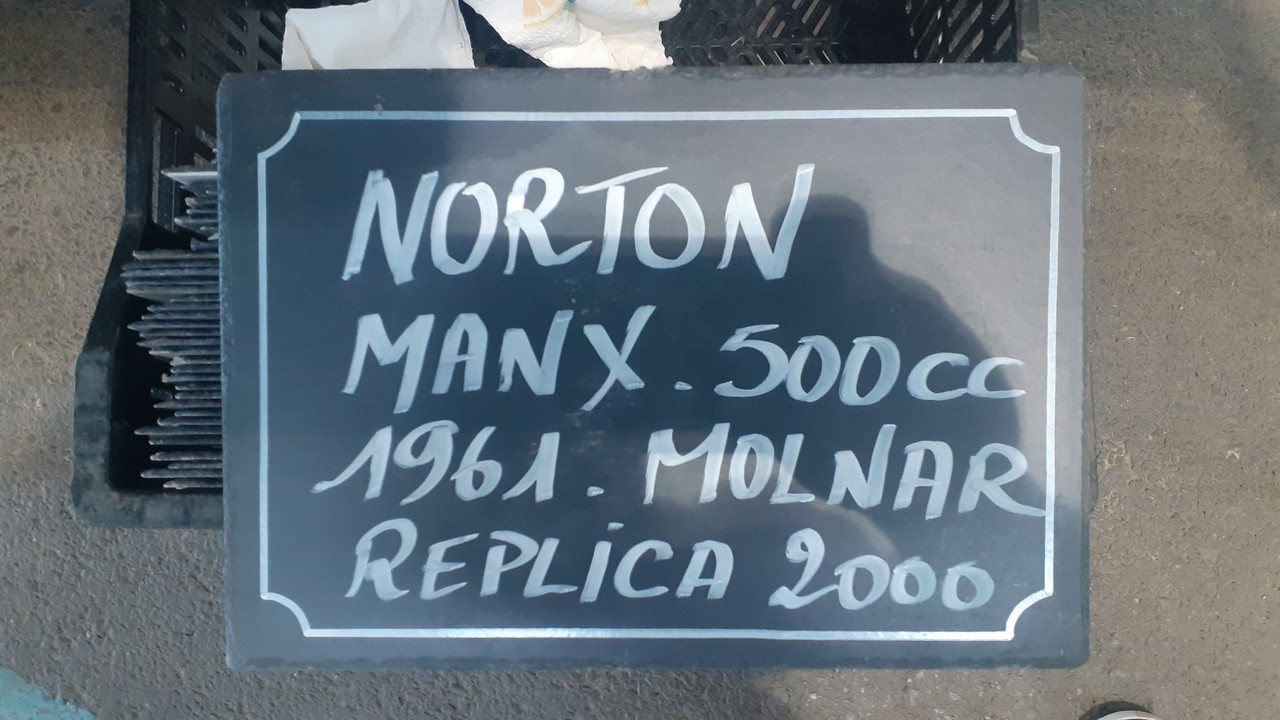 NORTON
MANX. 500cc
1961. MOLNAR
REPLiCA 2000